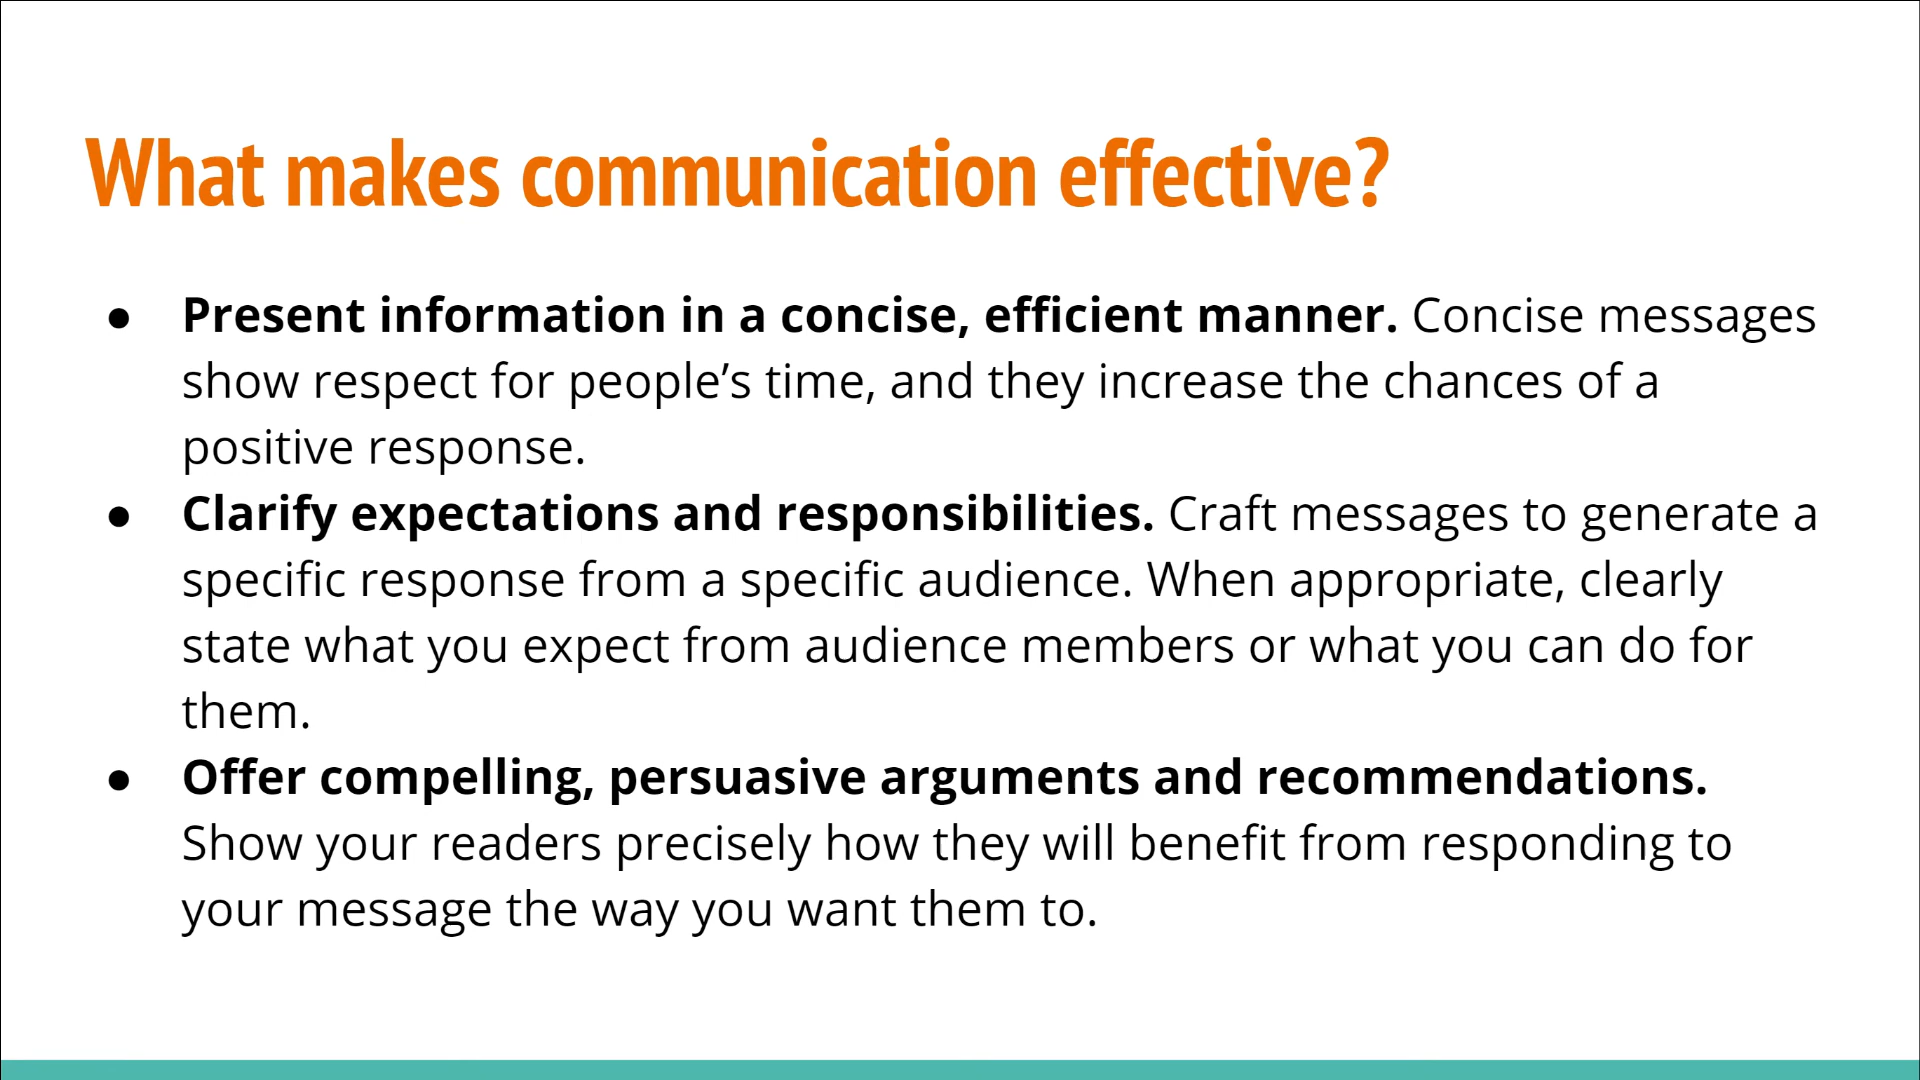 What makes communication effective?
● Present information in a concise, efficient manner. Concise messages
show respect for people’s time, and they increase the chances of a
positive response.
● Clarify expectations and responsibilities. Craft messages to generate a
specific response from a specific audience. When appropriate, clearly
state what you expect from audience members or what you can do for
them.
● Offer compelling, persuasive arguments and recommendations.
Show your readers precisely how they will benefit from responding to
your message the way you want them to.